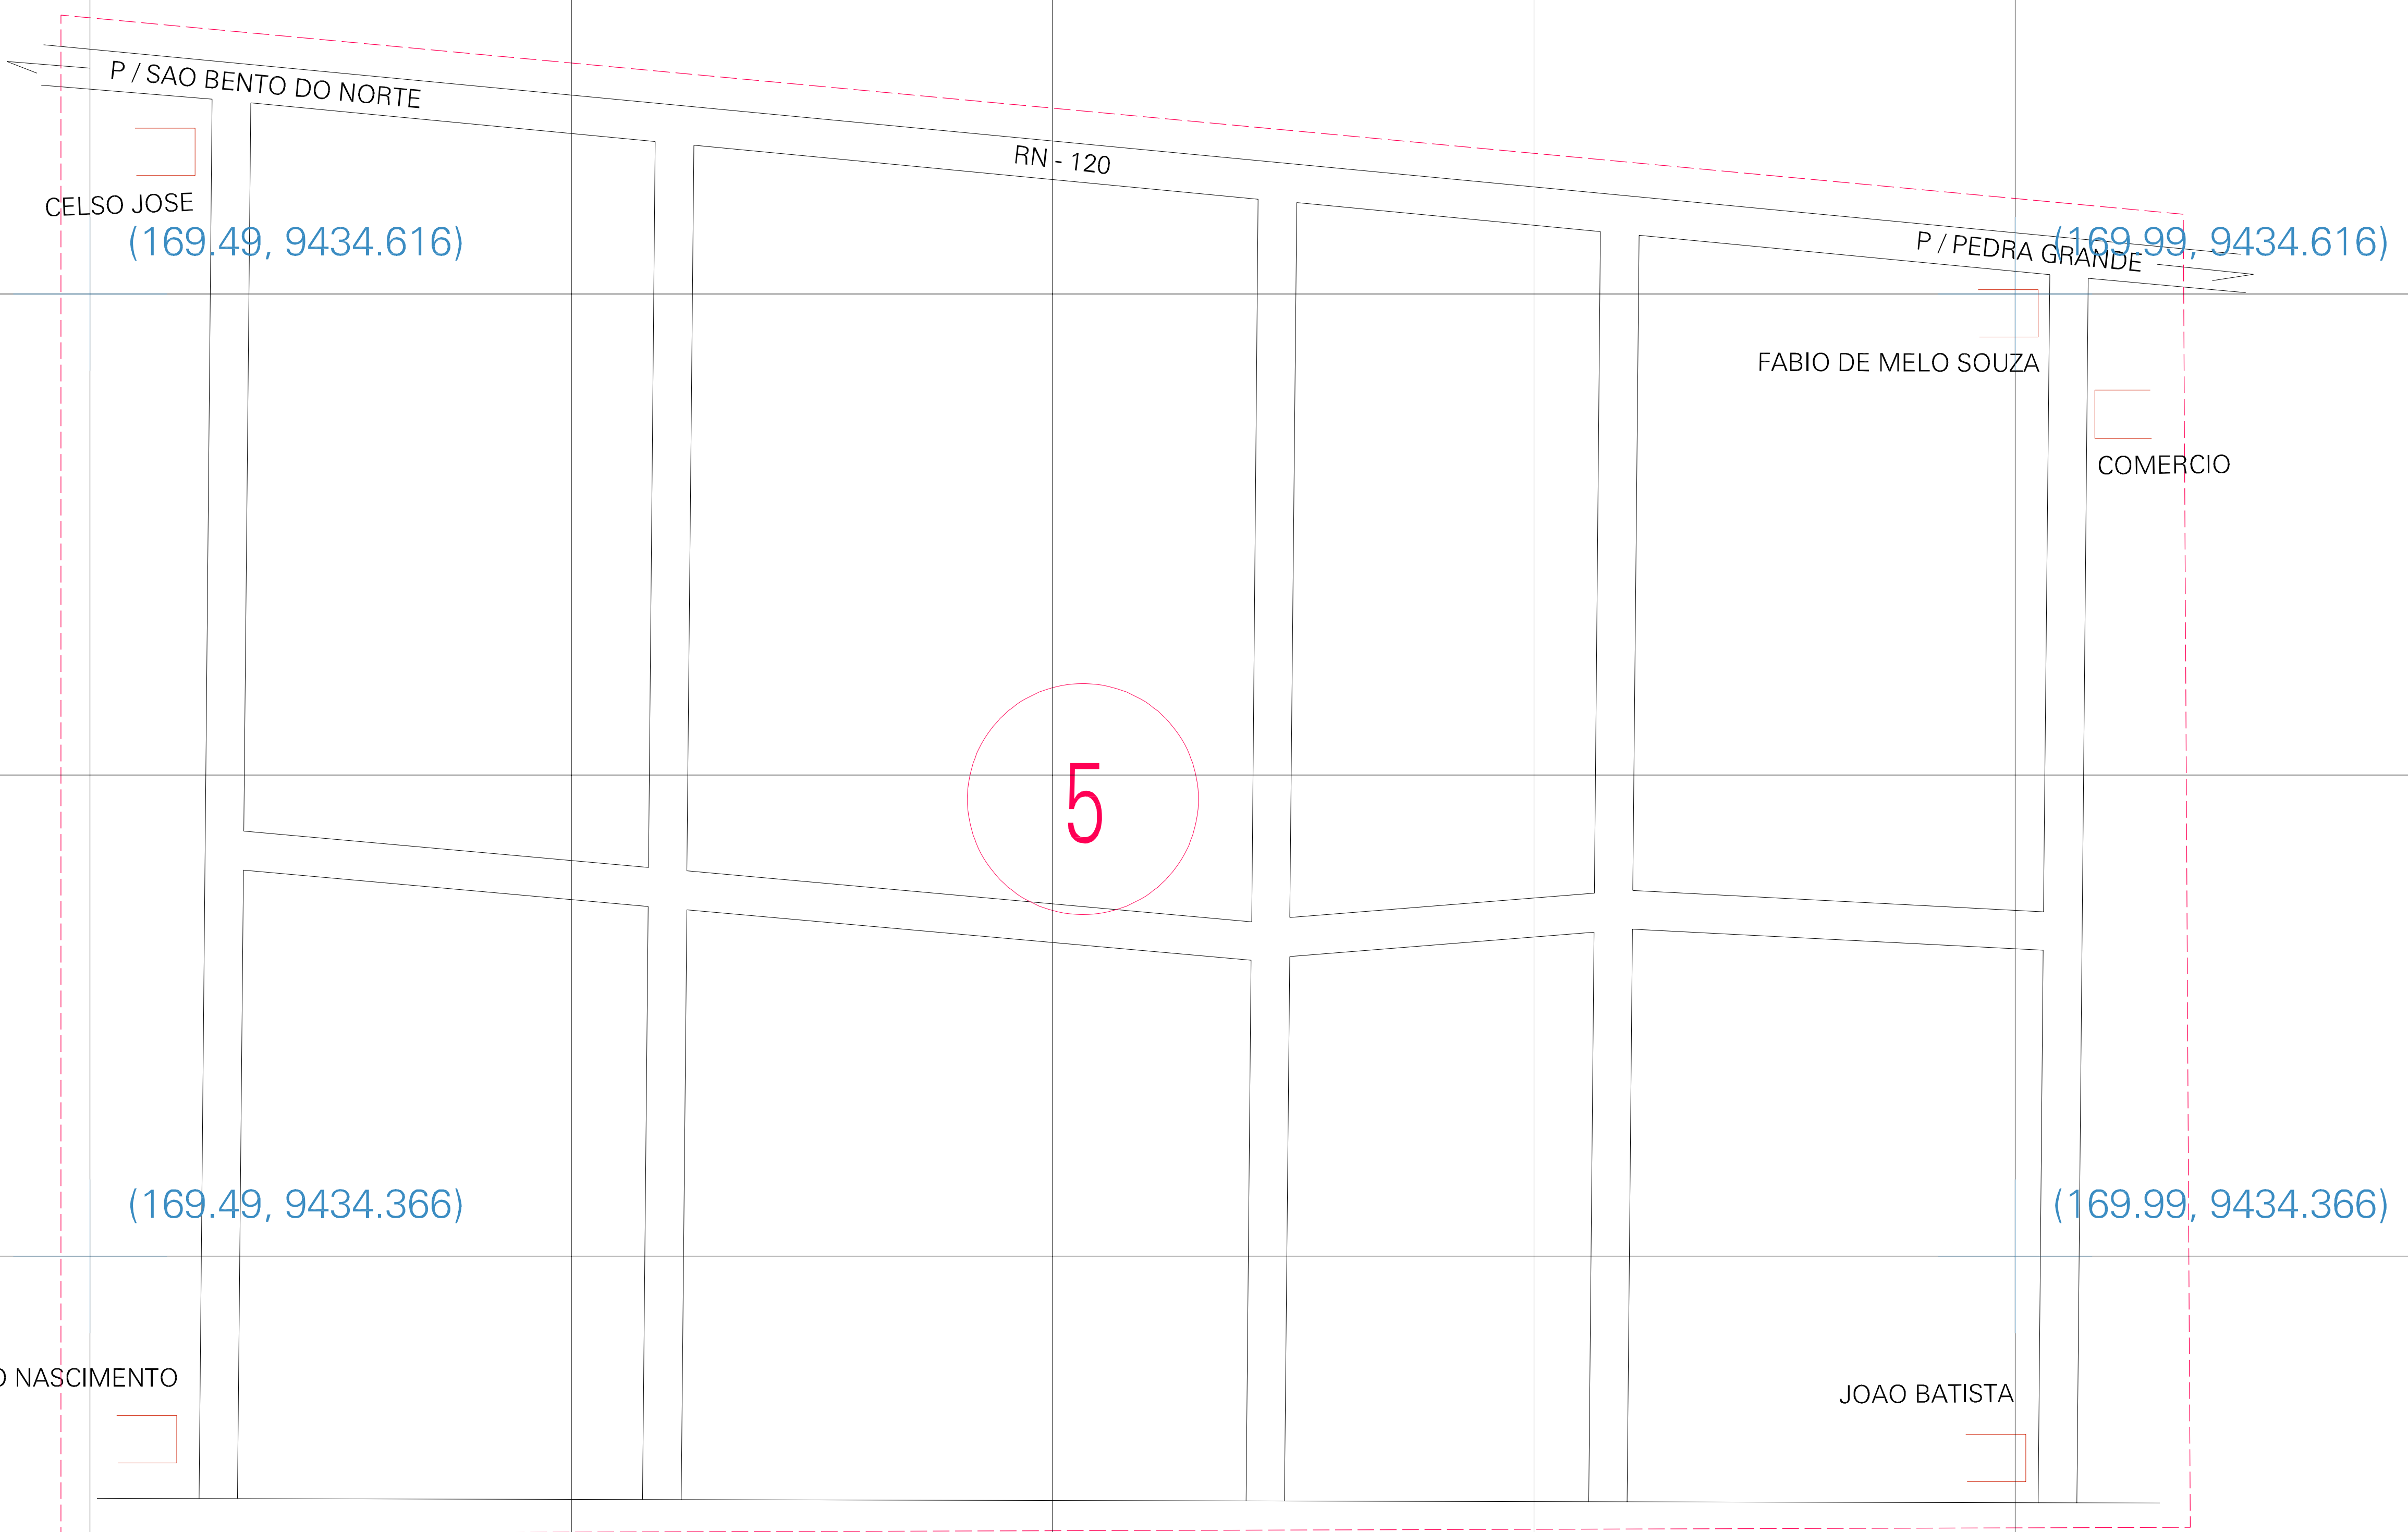 P / SAO BENTO DO NORTE
RN - 120
CELSO JOSE
(169.49, 9434.616)
P / PEDRA GRANDE
(169.99, 9434.616)
FABIO DE MELO SOUZA
COMERCIO
5
(169.49, 9434.366)
(169.99, 9434.366)
NASCIMENTO
JOAO BATISTA